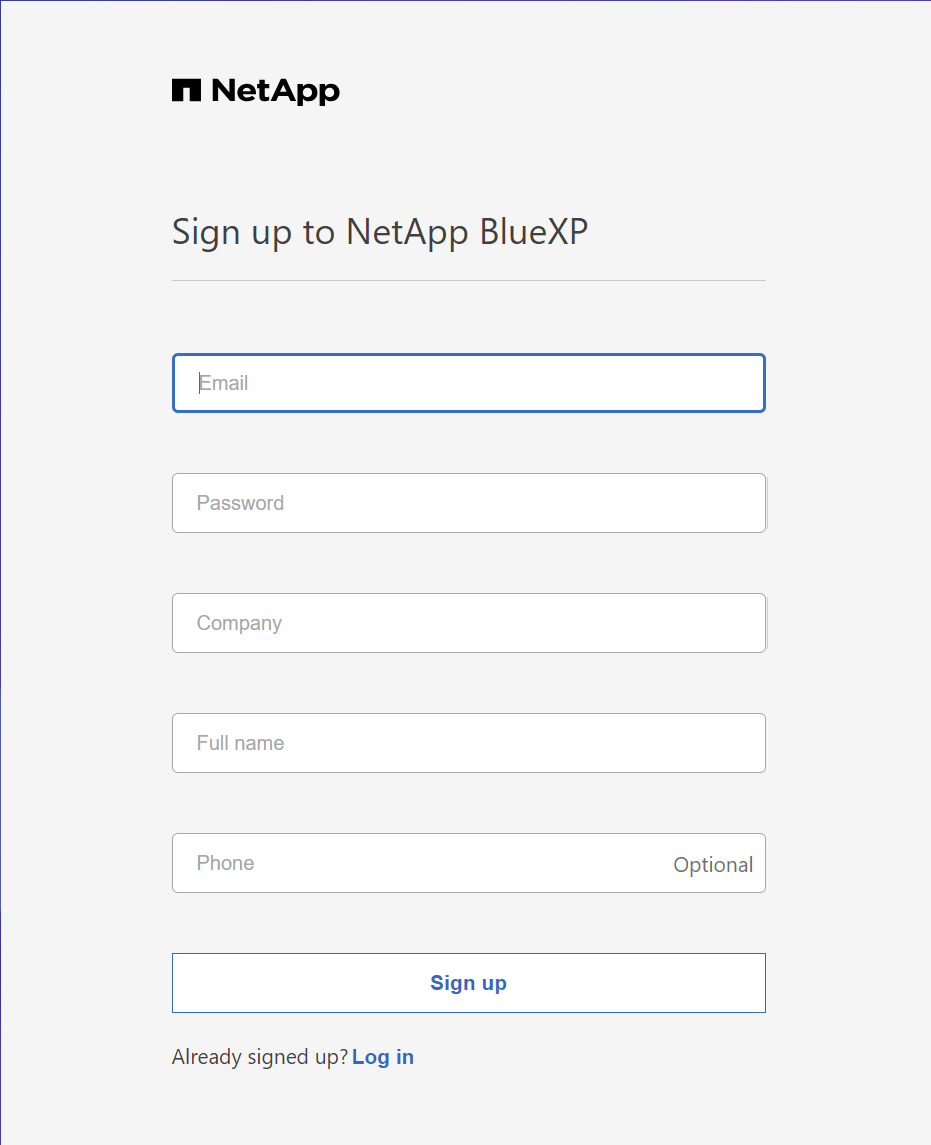 NetApp
Sign up to NetApp BlueXP
Email
Password
Company
Full name
Phone Optional
Sign up
Already signed up? Log in